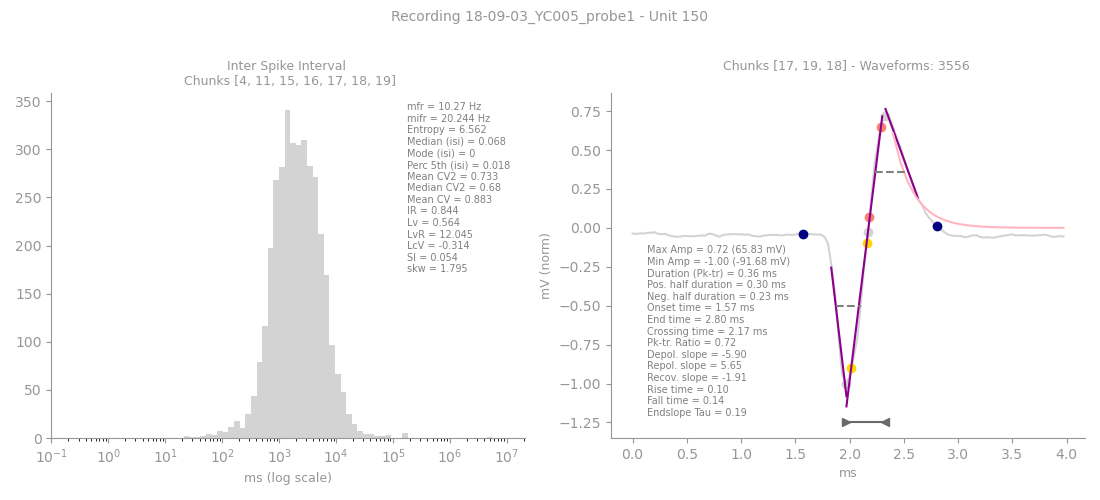 Recording 18-09-03_YC005_probe1 - Unit 150
Inter Spike Interval
Chunks [4, 11, 15, 16, 17, 18, 19]
350
300
250
200
150
100
50
0
mfr = 10.27 Hz
mifr = 20.244 Hz
Entropy = 6.562
Median (isi) = 0.068
Mode (isi) = 0
Perc 5th (isi) = 0.018
Mean CV2 = 0.733
Median CV2 = 0.68
Mean CV = 0.883
IR = 0.844
Lv = 0.564
LvR = 12.045
LcV = -0.314
SI = 0.054
skw = 1.795
10⁻¹ 10⁰ 10¹ 10² 10³ 10⁴ 10⁵ 10⁶ 10⁷
ms (log scale)
Chunks [17, 19, 18] - Waveforms: 3556
mV (norm)
0.75
0.50
0.25
0.00
−0.25
−0.50
−0.75
−1.00
−1.25
Max Amp = 0.72 (65.83 mV)
Min Amp = -1.00 (-91.68 mV)
Duration (Pk-tr) = 0.36 ms
Pos. half duration = 0.30 ms
Neg. half duration = 0.23 ms
Onset time = 1.57 ms
End time = 2.80 ms
Crossing time = 2.17 ms
Pk-tr. Ratio = 0.72
Depol. slope = -5.90
Repol. slope = 5.65
Recov. slope = -1.91
Rise time = 0.10
Fall time = 0.14
Endslope Tau = 0.19
0.0 0.5 1.0 1.5 2.0 2.5 3.0 3.5 4.0
ms